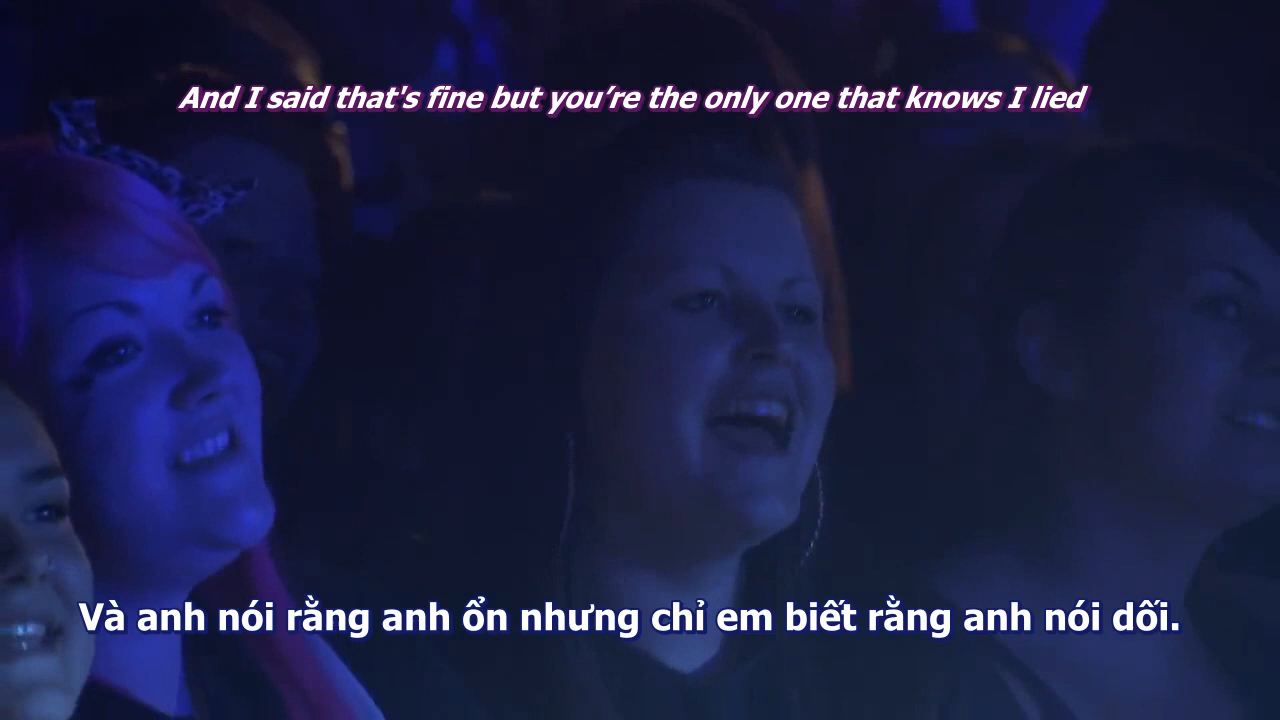 And I said that's fine but you’re the only one that knows I lied
Và anh nói rằng anh ổn nhưng chỉ em biết rằng anh nói dối.